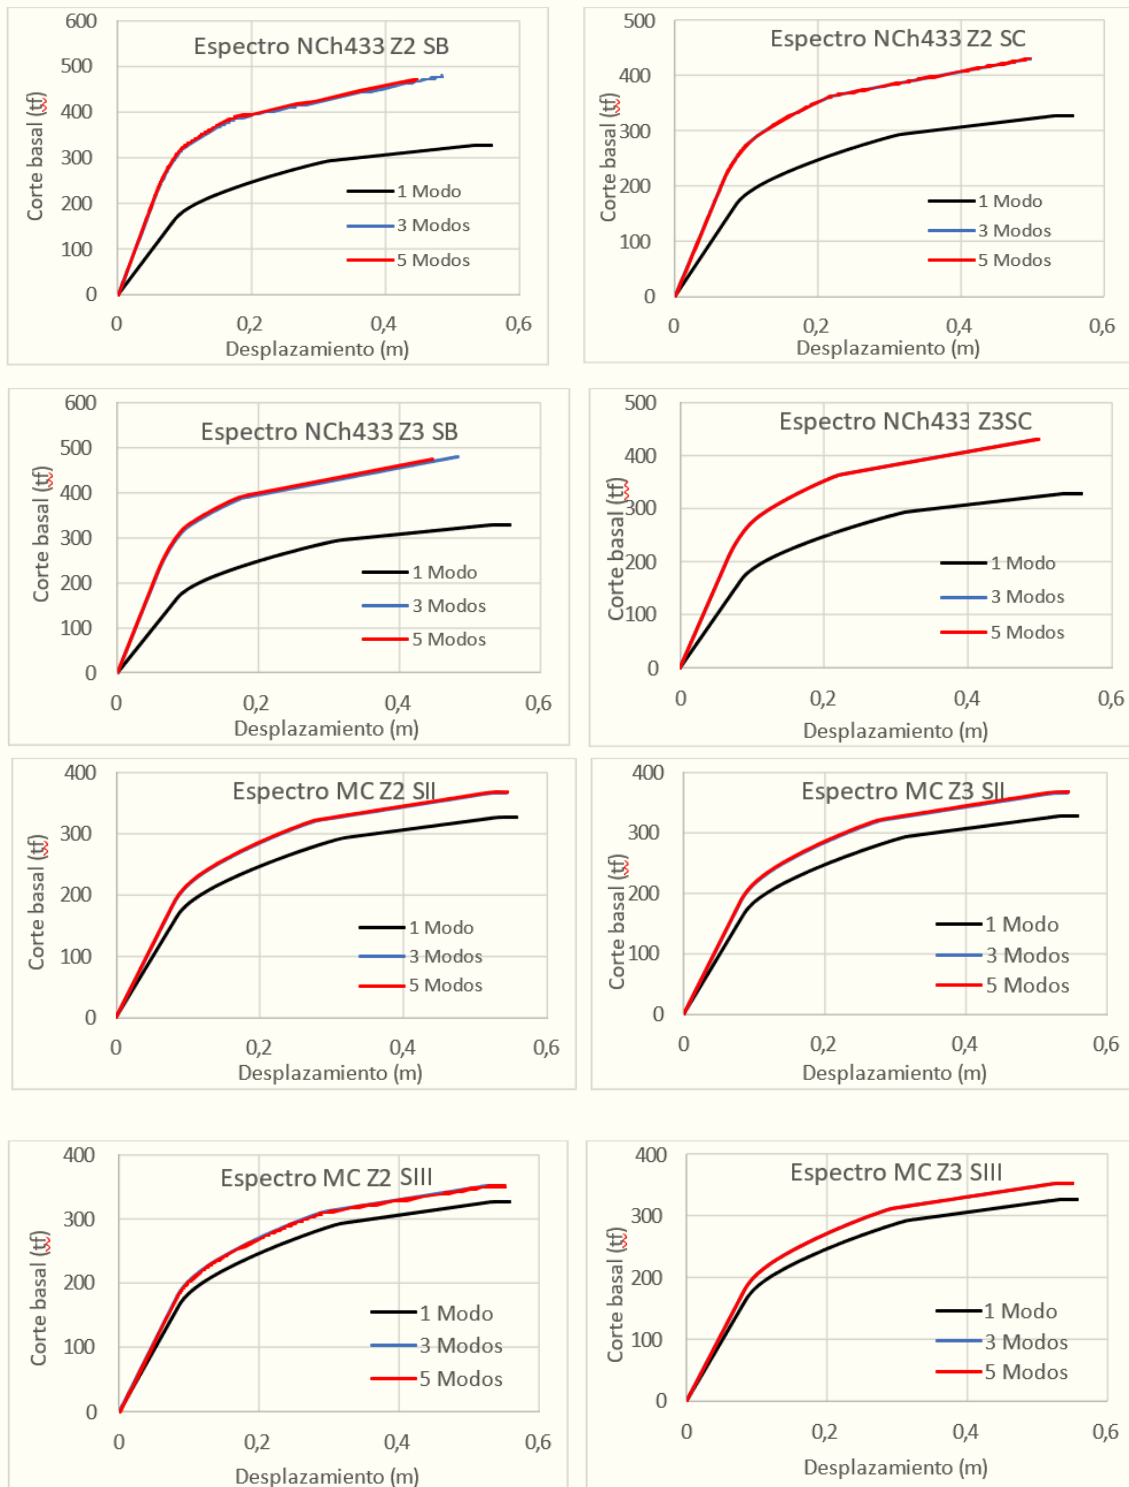 Espectro NCh433 Z2 SB
600
500
400
300
200
100
0
Corte basal (tf)
1 Modo
3 Modos
5 Modos
0
0,2
0,4
0,6
Desplazamiento (m)
Espectro NCh433 Z2 SC
500
400
300
200
100
0
Corte basal (tf)
1 Modo
3 Modos
5 Modos
0
0,2
0,4
0,6
Desplazamiento (m)
Espectro NCh433 Z3 SB
600
500
400
300
200
100
0
Corte basal (tf)
1 Modo
3 Modos
5 Modos
0
0,2
0,4
0,6
Desplazamiento (m)
Espectro NCh433 Z3SC
500
400
300
200
100
0
Corte basal (tf)
1 Modo
3 Modos
5 Modos
0
0,2
0,4
0,6
Desplazamiento (m)
Espectro MC Z2 SII
400
300
200
100
0
Corte basal (tf)
1 Modo
3 Modos
5 Modos
0
0,2
0,4
0,6
Desplazamiento (m)
Espectro MC Z3 SII
400
300
200
100
0
Corte basal (tf)
1 Modo
3 Modos
5 Modos
0
0,2
0,4
0,6
Desplazamiento (m)
Espectro MC Z2 SIII
400
300
200
100
0
Corte basal (tf)
1 Modo
3 Modos
5 Modos
0
0,2
0,4
0,6
Desplazamiento (m)
Espectro MC Z3 SIII
400
300
200
100
0
Corte basal (tf)
1 Modo
3 Modos
5 Modos
0
0,2
0,4
0,6
Desplazamiento (m)